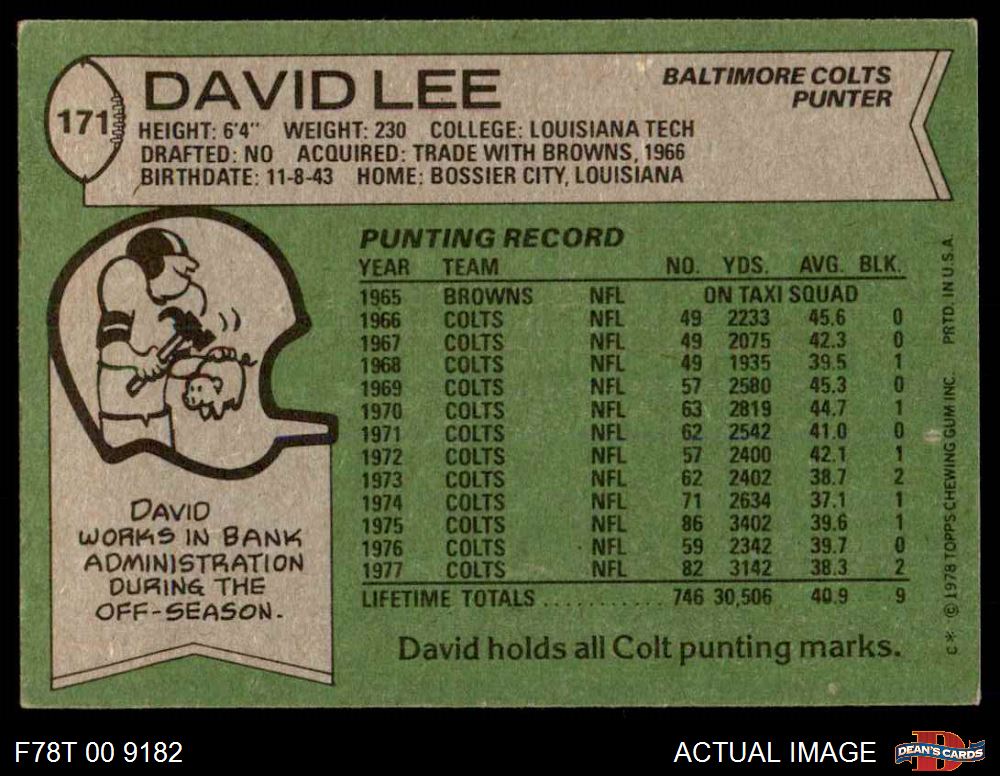 171
DAVID LEE
BALTIMORE COLTS
PUNTER
HEIGHT: 6'4" WEIGHT: 230 COLLEGE: LOUISIANA TECH
DRAFTED: NO ACQUIRED: TRADE WITH BROWNS, 1966
BIRTHDATE: 11-8-43 HOME: BOSSIER CITY, LOUISIANA
DAVID
WORKS IN BANK
ADMINISTRATION
DURING THE
OFF-SEASON.
PUNTING RECORD
YEAR TEAM NO. YDS. AVG. BLK.
1965 BROWNS NFL ON TAXI SQUAD
1966 COLTS NFL 49 2233 45.6 0
1967 COLTS NFL 49 2075 42.3 0
1968 COLTS NFL 49 1935 39.5 1
1969 COLTS NFL 57 2580 45.3 0
1970 COLTS NFL 63 2819 44.7 1
1971 COLTS NFL 62 2542 41.0 0
1972 COLTS NFL 57 2400 42.1 1
1973 COLTS NFL 62 2402 38.7 2
1974 COLTS NFL 71 2634 37.1 1
1975 COLTS NFL 86 3402 39.6 1
1976 COLTS NFL 59 2342 39.7 0
1977 COLTS NFL 82 3142 38.3 2
LIFETIME TOTALS ............ 746 30,506 40.9 9
David holds all Colt punting marks.
C* © 1978 TOPPS CHEWING GUM INC. PRTD. IN U.S.A.
F78T 00 9182
ACTUAL IMAGE
DEAN'S CARDS